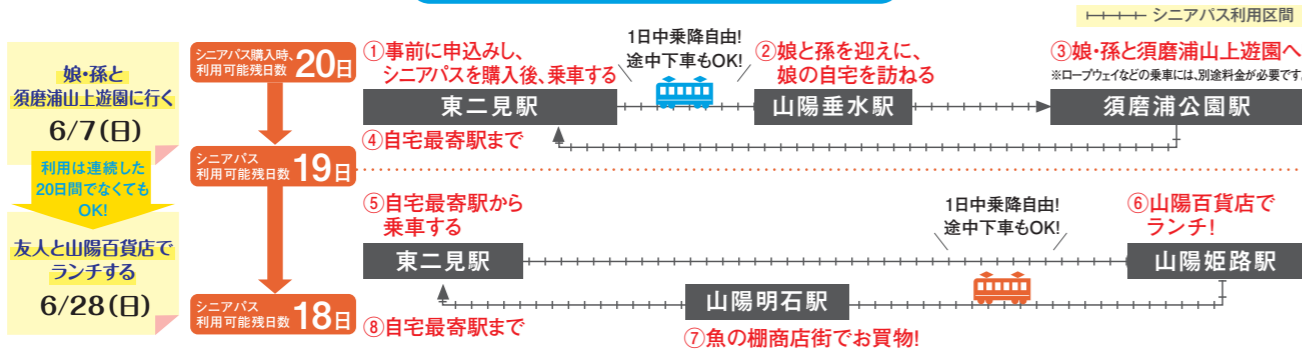 シニアパス利用区間
娘・孫と
須磨浦山上遊園に行く
6/7(日)
利用は連続した
20日間でなくても
OK!
友人と山陽百貨店で
ランチする
6/28(日)
シニアパス購入時、
利用可能残日数 20日
シニアパス
利用可能残日数 19日
シニアパス
利用可能残日数 18日
①事前に申込みし、
シニアパスを購入後、乗車する
1日中乗降自由!
途中下車もOK!
②娘と孫を迎えに、
娘の自宅を訪ねる
③娘・孫と須磨浦山上遊園へ
※ロープウェイなどの乗車には、別途料金が必要です。
東二見駅
山陽垂水駅
須磨浦公園駅
④自宅最寄駅まで
⑤自宅最寄駅から
乗車する
1日中乗降自由!
途中下車もOK!
⑥山陽百貨店で
ランチ!
東二見駅
山陽姫路駅
山陽明石駅
⑦魚の棚商店街でお買物!
⑧自宅最寄駅まで